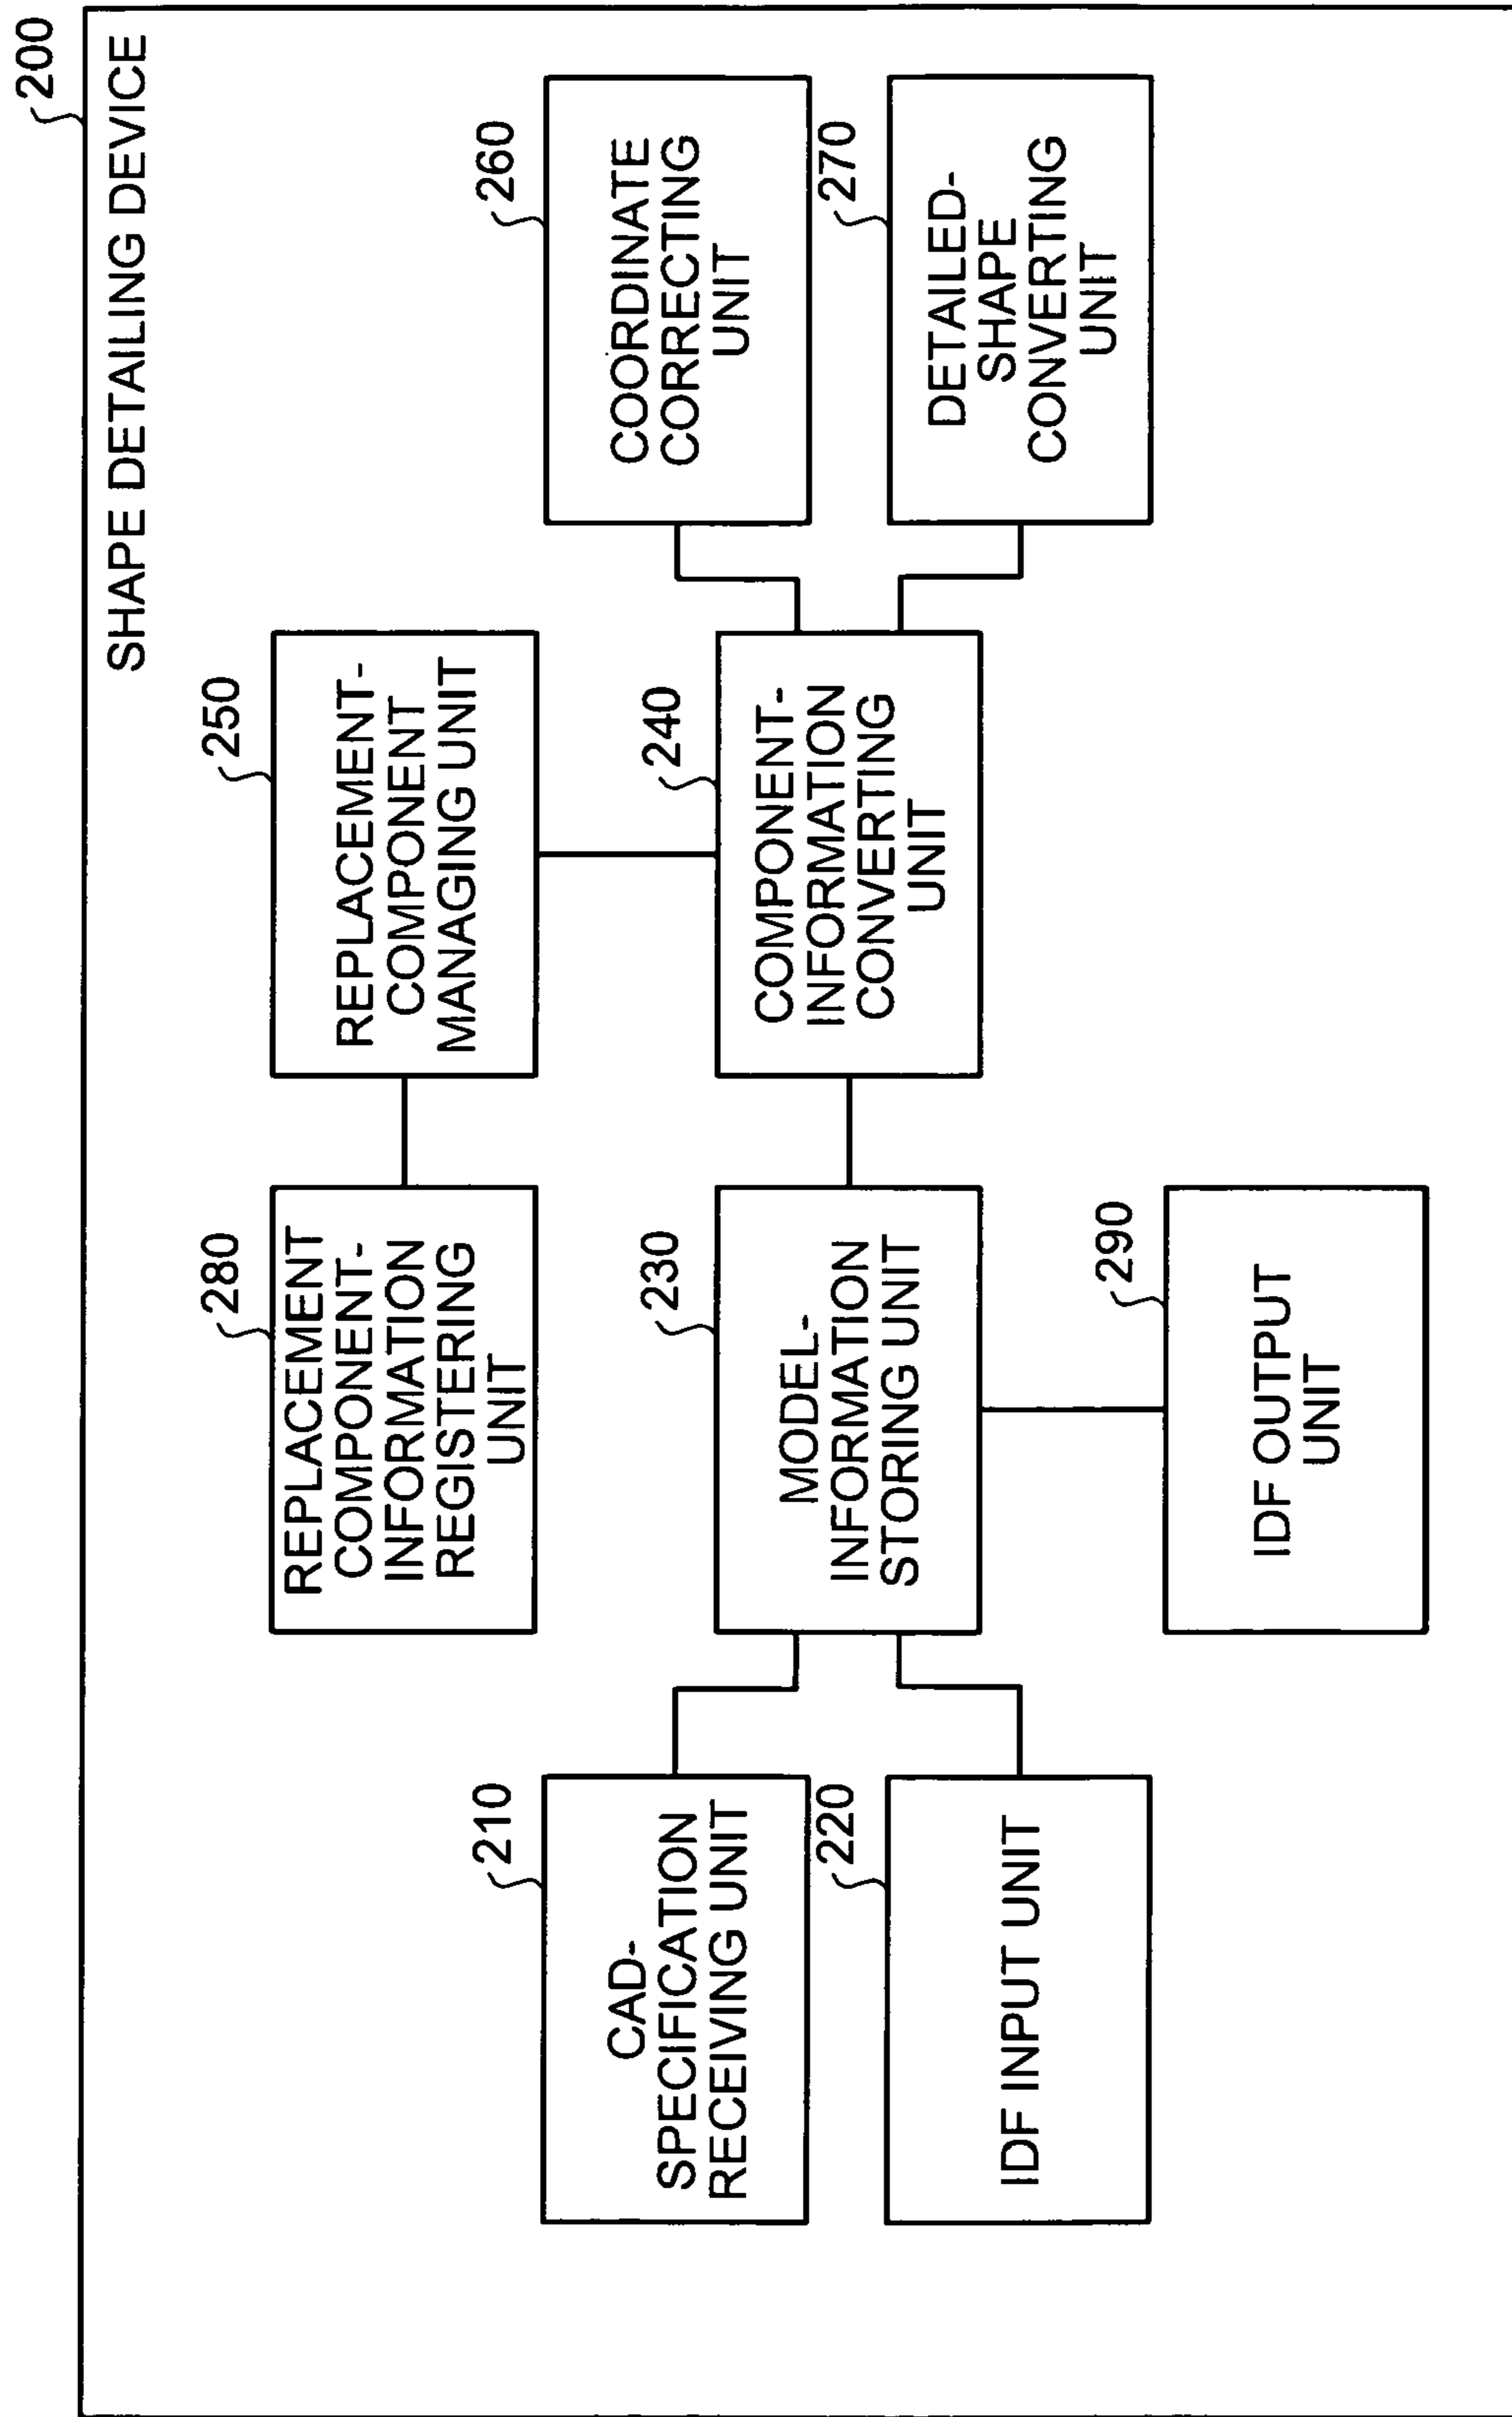 200
SHAPE DETAILING DEVICE
280
REPLACEMENT
COMPONENT-
INFORMATION
REGISTERING
UNIT
250
REPLACEMENT-
COMPONENT
MANAGING UNIT
210
CAD-
SPECIFICATION
RECEIVING UNIT
230
MODEL-
INFORMATION
STORING UNIT
240
COMPONENT-
INFORMATION
CONVERTING
UNIT
260
COORDINATE
CORRECTING
UNIT
220
IDF INPUT UNIT
270
DETAILED-
SHAPE
CONVERTING
UNIT
290
IDF OUTPUT
UNIT